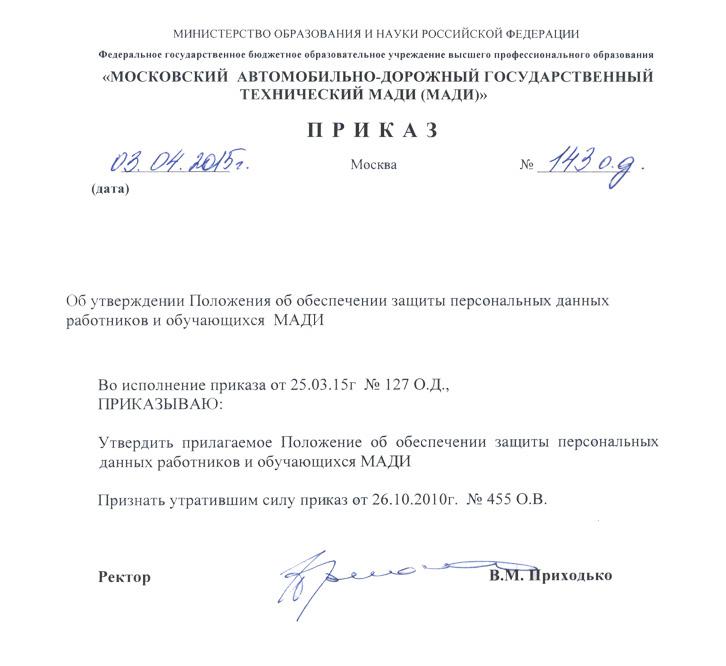 МИНИСТЕРСТВО ОБРАЗОВАНИЯ И НАУКИ РОССИЙСКОЙ ФЕДЕРАЦИИ
Федеральное государственное бюджетное образовательное учреждение высшего профессионального образования
«МОСКОВСКИЙ АВТОМОБИЛЬНО-ДОРОЖНЫЙ ГОСУДАРСТВЕННЫЙ
ТЕХНИЧЕСКИЙ МАДИ (МАДИ)»
П Р И К А З
03.04.2015г. Москва № 143 о.д.
(дата)
Об утверждении Положения об обеспечении защиты персональных данных
работников и обучающихся МАДИ
Во исполнение приказа от 25.03.15г № 127 О.Д.,
ПРИКАЗЫВАЮ:
Утвердить прилагаемое Положение об обеспечении защиты персональных
данных работников и обучающихся МАДИ
Признать утратившим силу приказ от 26.10.2010г. № 455 О.В.
Ректор В.М. Приходько